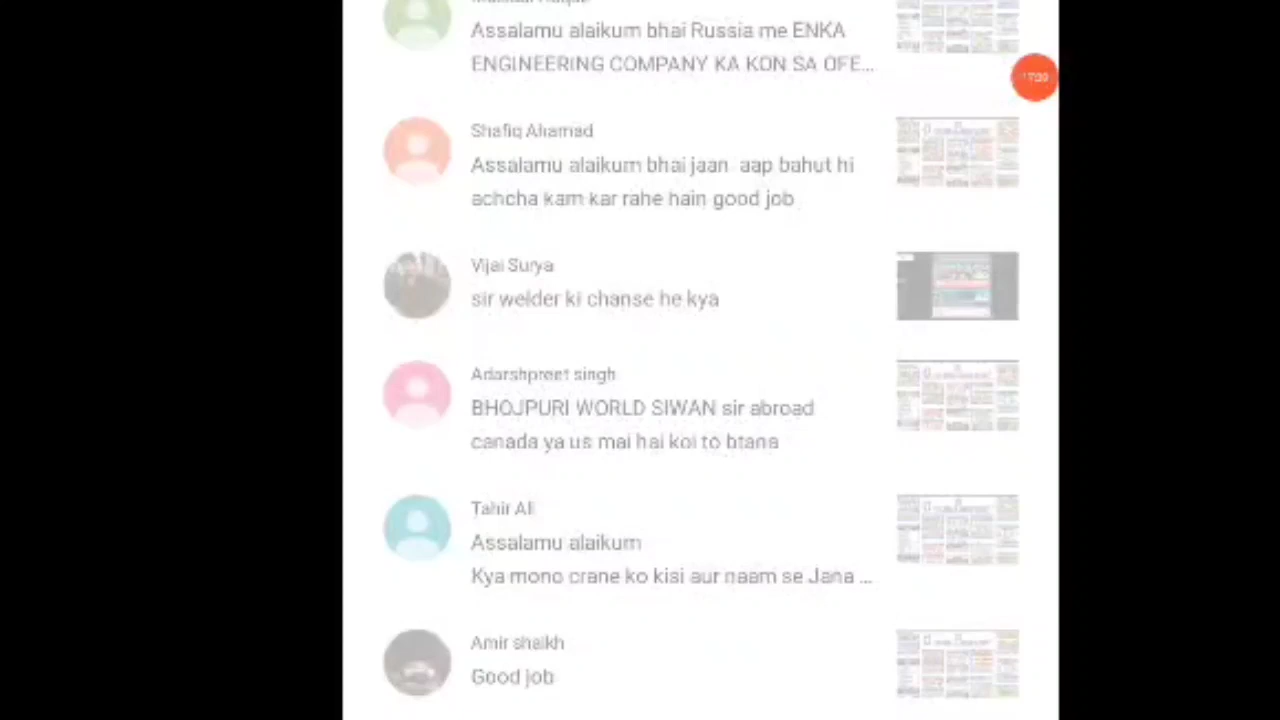 Assalamu alaikum bhai Russia me ENKA
ENGINEERING COMPANY KA KON SA OFE...
Shafiq Ahamad
Assalamu alaikum bhai jaan aap bahut hi
achcha kam kar rahe hain good job
Vijai Surya
sir welder ki chanse he kya
Adarshpreet singh
BHOJPURI WORLD SIWAN sir abroad
canada ya us mai hai koi to btana
Tahir Ali
Assalamu alaikum
Kya mono crane ko kisi aur naam se Jana ...
Amir shaikh
Good job